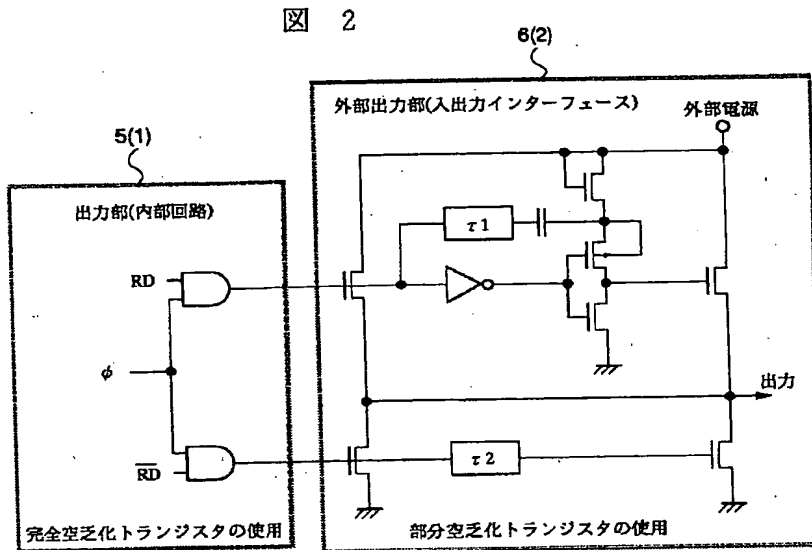 図 2
6(2)
外部出力部(入出力インターフェース)
外部電源
5(1)
出力部(内部回路)
τ1
RD
φ
出力
R̅D̅
τ2
完全空乏化トランジスタの使用
部分空乏化トランジスタの使用